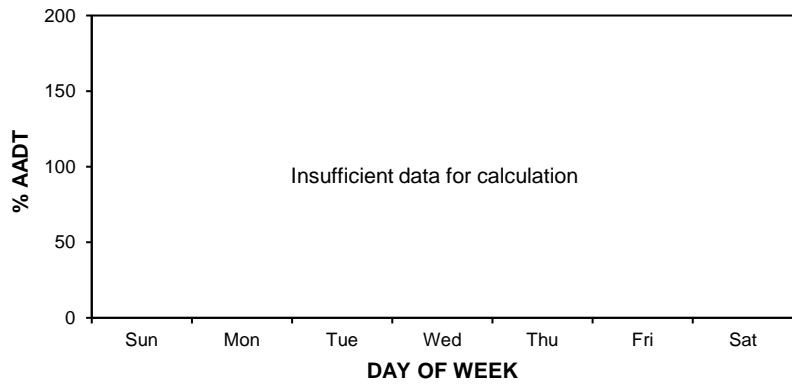 200
150
100
50
0
% AADT
Insufficient data for calculation
Sun Mon Tue Wed Thu Fri Sat
DAY OF WEEK